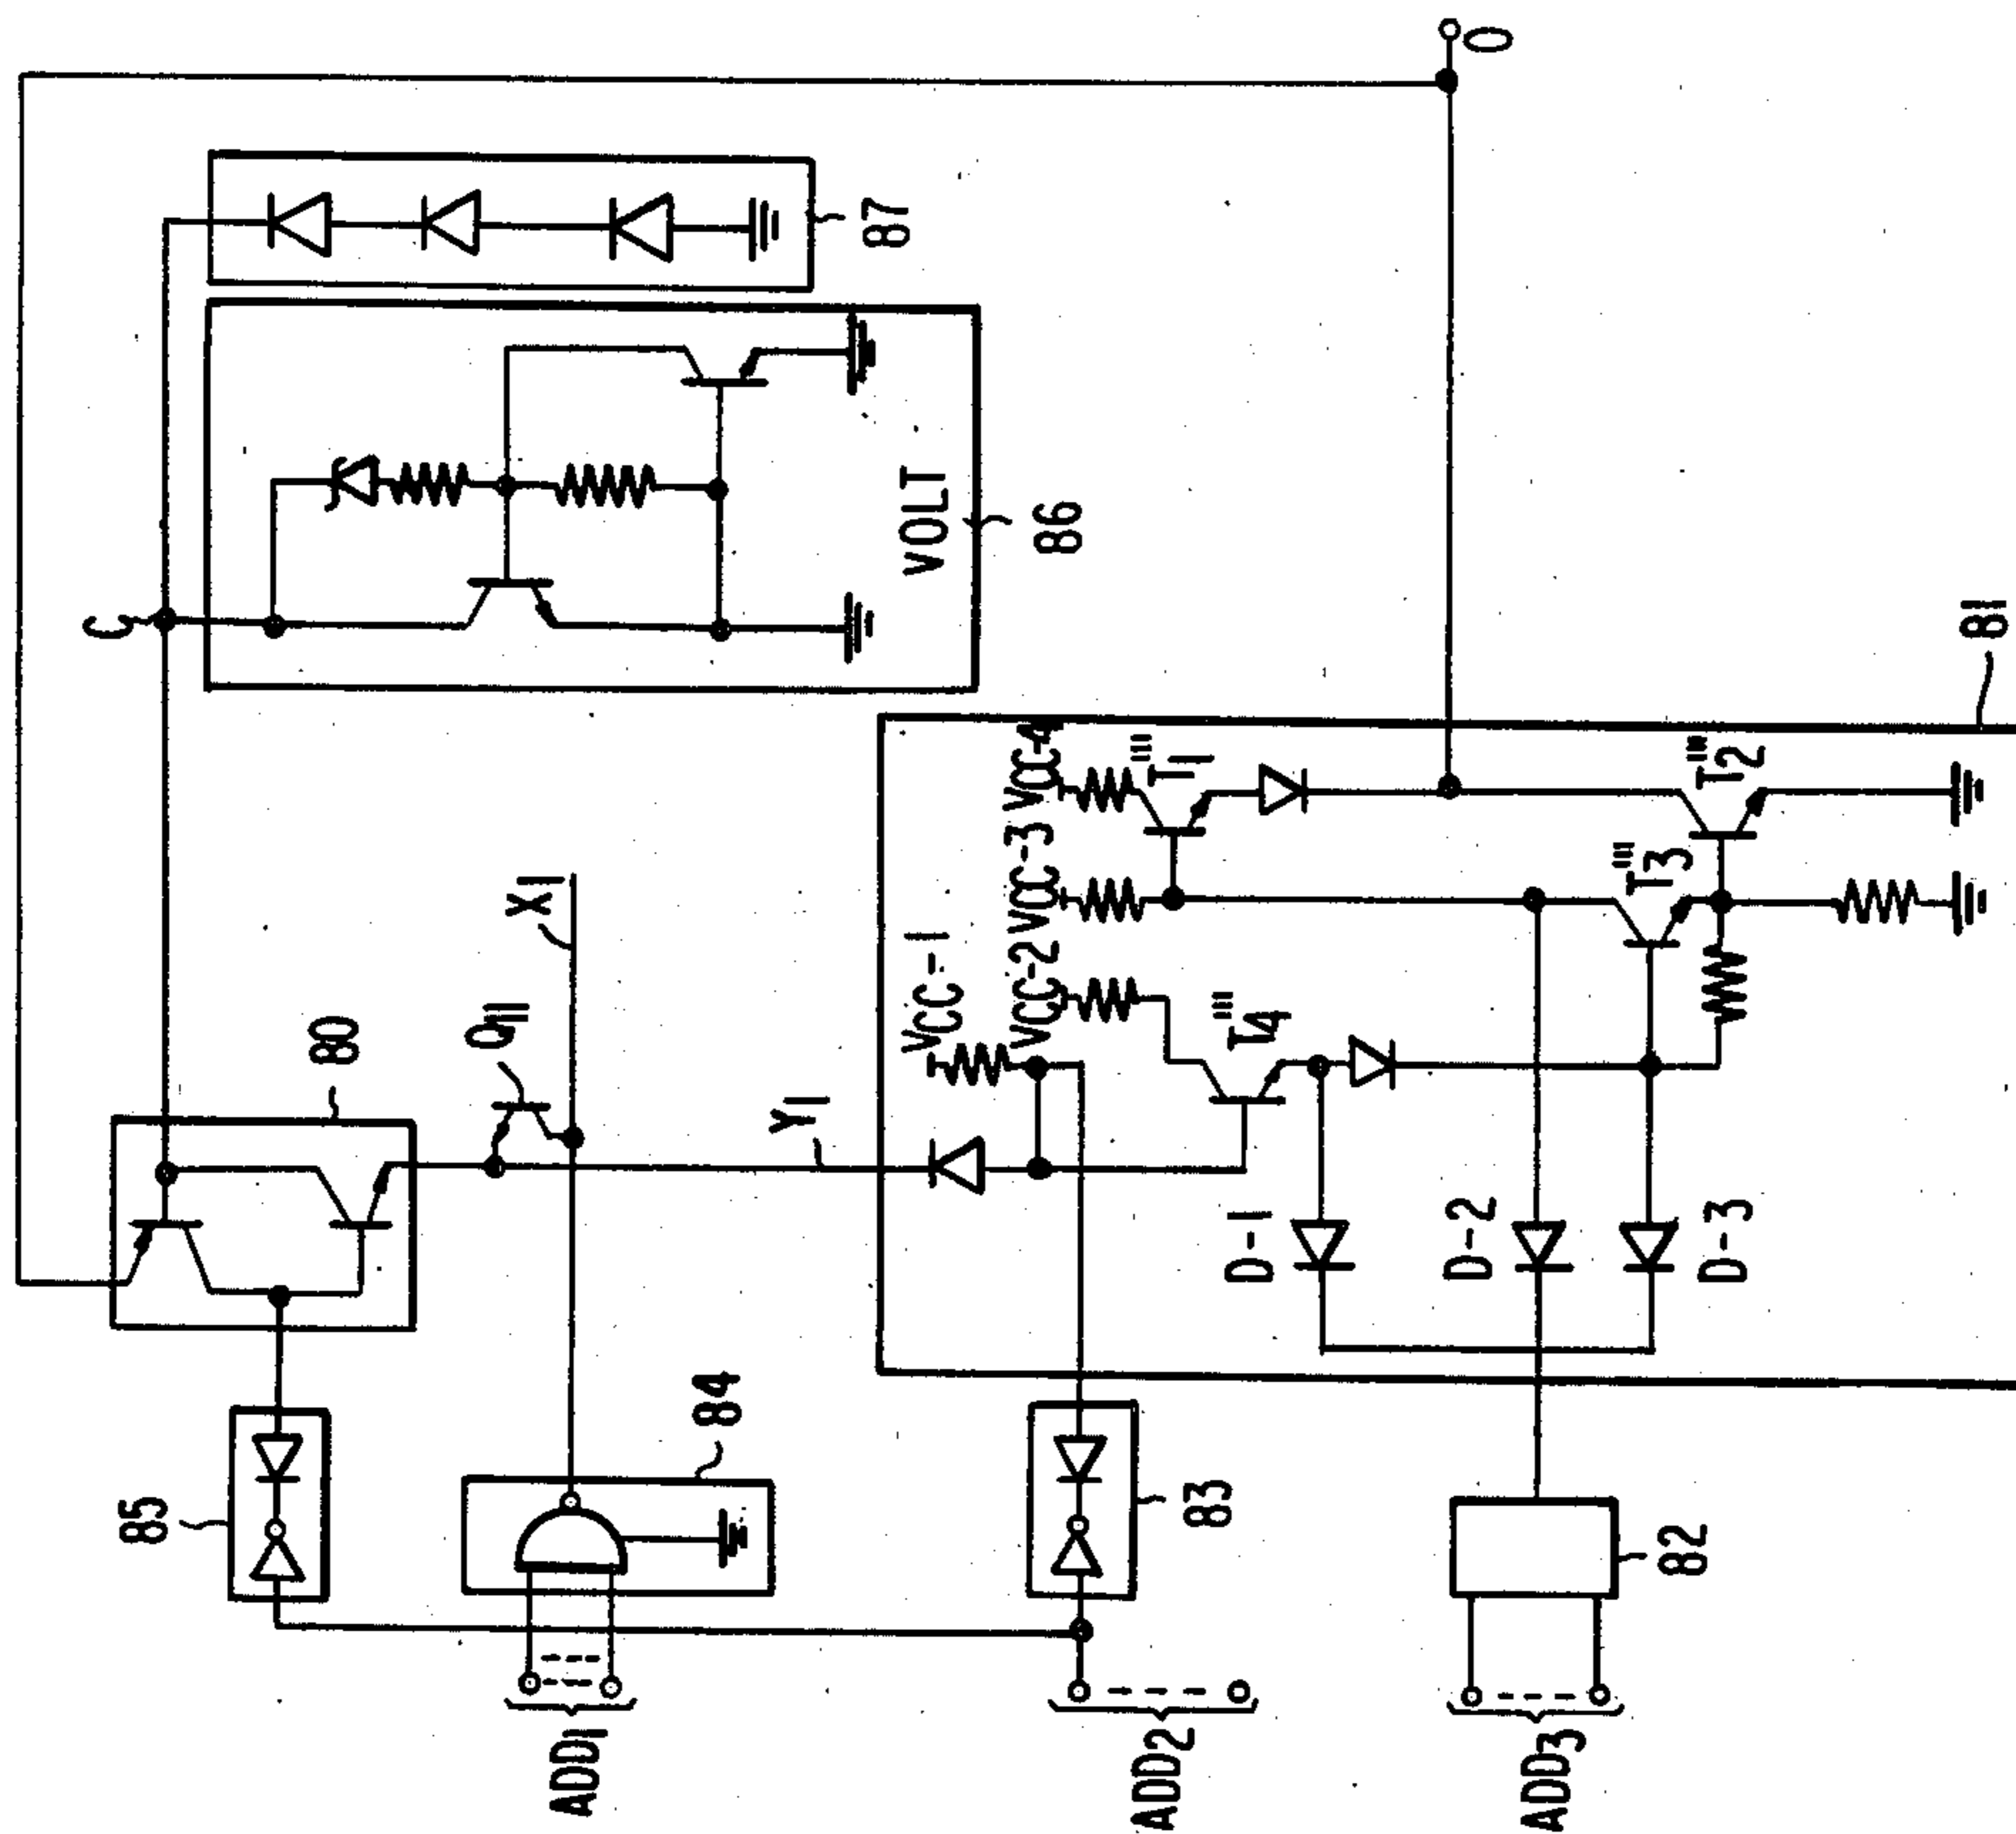 C
O
87
VOLT
86
80
Q11
X1
Y1
85
84
ADD1
83
ADD2
82
ADD3
81
VCC-1
VCC-2
VCC-3
VCC-4
T1'''
T2'''
T3'''
T4'''
D-1
D-2
D-3